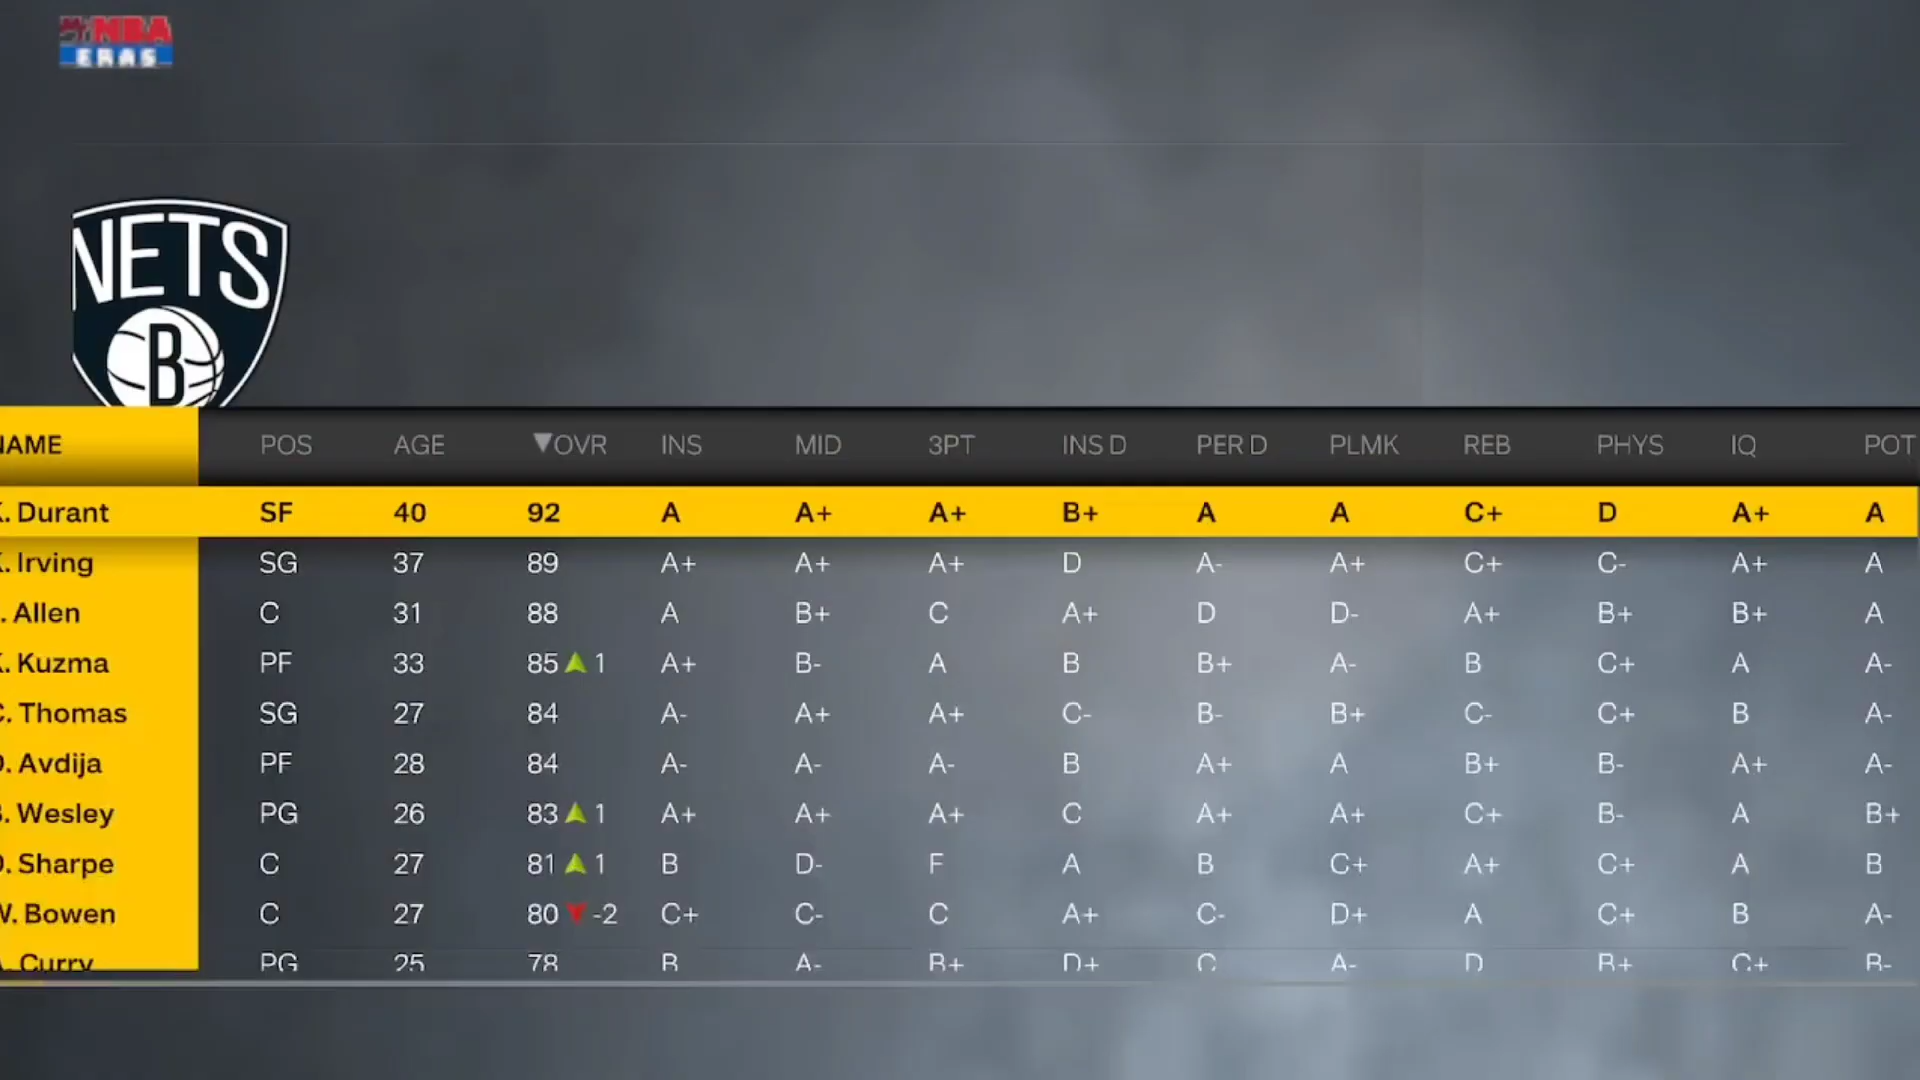 MyNBA
ERAS
NETS
B
NAME POS AGE ▼OVR INS MID 3PT INS D PER D PLMK REB PHYS IQ POT
K. Durant SF 40 92 A A+ A+ B+ A A C+ D A+ A
K. Irving SG 37 89 A+ A+ A+ D A- A+ C+ C- A+ A
. Allen C 31 88 A B+ C A+ D D- A+ B+ B+ A
K. Kuzma PF 33 85 ▲ 1 A+ B- A B B+ A- B C+ A A-
C. Thomas SG 27 84 A- A+ A+ C- B- B+ C- C+ B A-
D. Avdija PF 28 84 A- A- A- B A+ A B+ B- A+ A-
B. Wesley PG 26 83 ▲ 1 A+ A+ A+ C A+ A+ C+ B- A B+
D. Sharpe C 27 81 ▲ 1 B D- F A B C+ A+ C+ A B
W. Bowen C 27 80 ▼ -2 C+ C- C A+ C- D+ A C+ B A-
. Curry PG 25 78 B A- B+ D+ C A- D B+ C+ B-